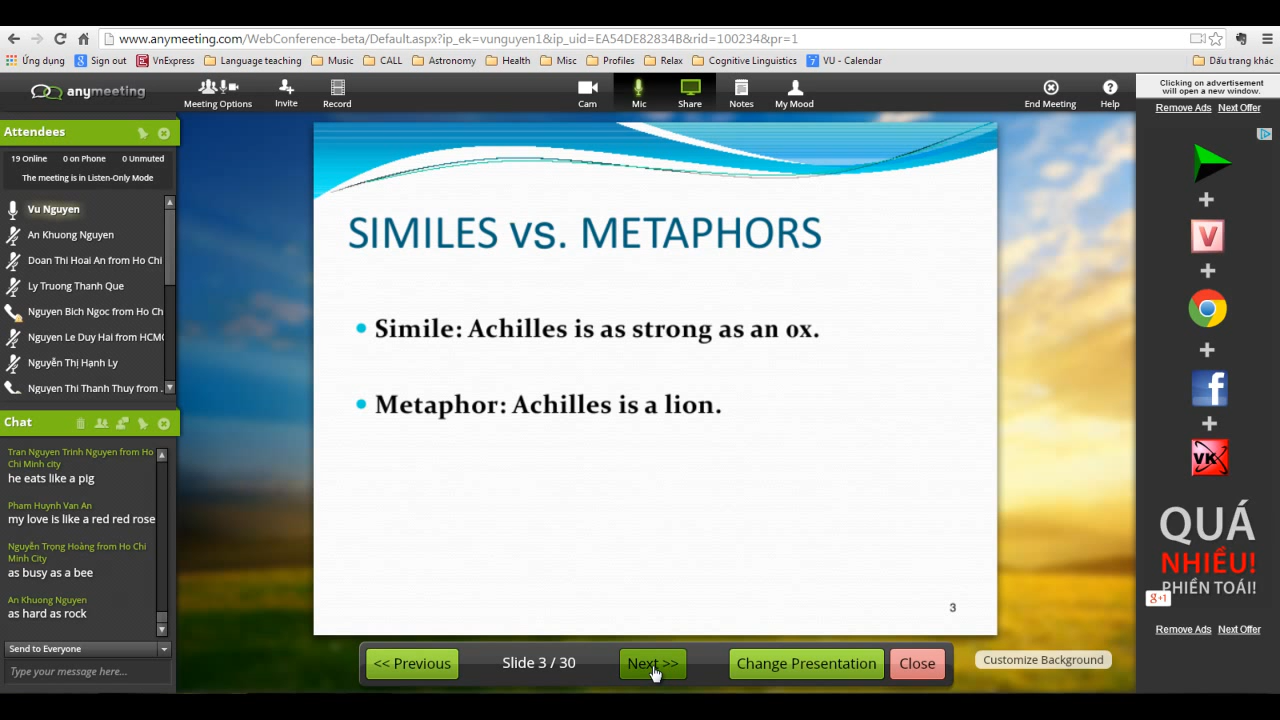 www.anymeeting.com/WebConference-beta/Default.aspx?ip_ek=vunguyen1&ip_uid=EA54DE82834B&rid=100234&pr=1
Ứng dụng Sign out VnExpress Language teaching Music CALL Astronomy Health Misc Profiles Relax Cognitive Linguistics 7 VU - Calendar Dấu trang khác
anymeeting Meeting Options Invite Record Cam Mic Share Notes My Mood End Meeting Help
Clicking on advertisement
will open a new window.
Remove Ads Next Offer
Attendees
19 Online 0 on Phone 0 Unmuted
The meeting is in Listen-Only Mode
Vu Nguyen
An Khuong Nguyen
Doan Thi Hoai An from Ho Chi
Ly Truong Thanh Que
Nguyen Bich Ngoc from Ho Ch
Nguyen Le Duy Hai from HCMC
Nguyễn Thị Hạnh Ly
Nguyen Thi Thanh Thuy from .
Chat
Tran Nguyen Trinh Nguyen from Ho
Chi Minh city
he eats like a pig
Pham Huynh Van An
my love is like a red red rose
Nguyễn Trọng Hoàng from Ho Chi
Minh City
as busy as a bee
An Khuong Nguyen
as hard as rock
Send to Everyone
Type your message here...
SIMILES vs. METAPHORS
• Simile: Achilles is as strong as an ox.
• Metaphor: Achilles is a lion.
3
<< Previous Slide 3 / 30 Next >> Change Presentation Close
Customize Background
+
V
+
+
f
+
VK
QUÁ
NHIỀU!
PHIỀN TOÁI!
g+1
Remove Ads Next Offer